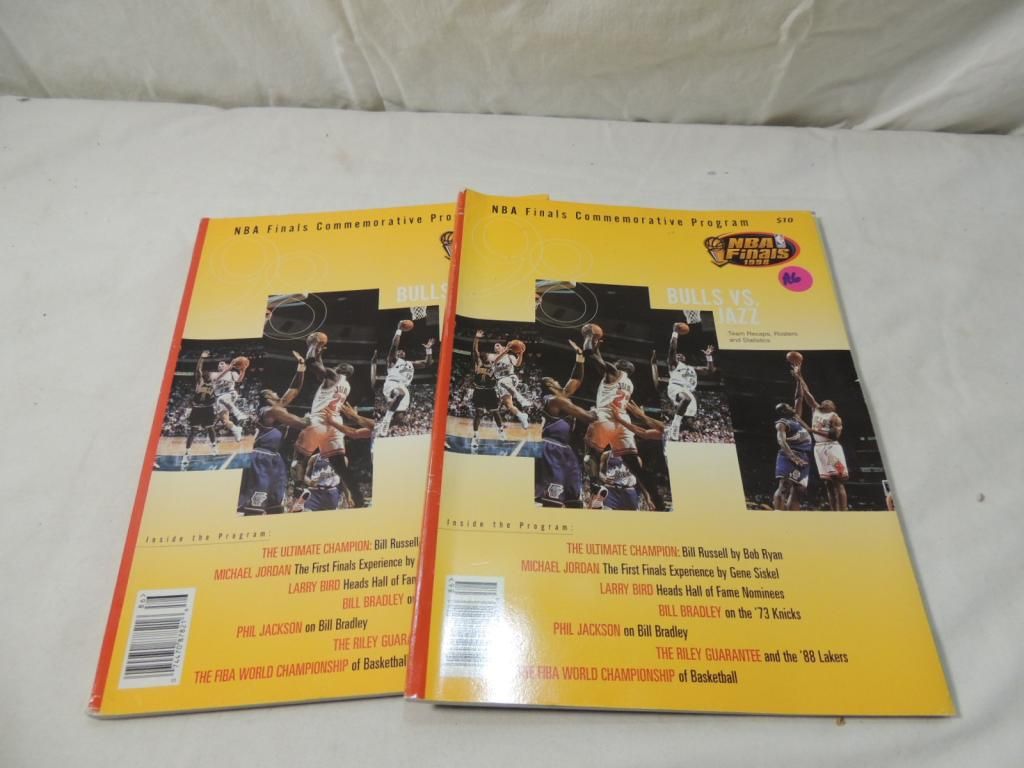 NBA Finals Commemorative Pro
BULLS
Inside the Program:
THE ULTIMATE CHAMPION: Bill Russell
MICHAEL JORDAN The First Finals Experience by
LARRY BIRD Heads Hall of Fam
BILL BRADLEY o
PHIL JACKSON on Bill Bradley
THE RILEY GUARA
THE FIBA WORLD CHAMPIONSHIP of Basketball
NBA Finals Commemorative Program $10
NBA
Finals
1998
BULLS VS.
JAZZ
Team Recaps, Rosters
and Statistics
Inside the Program:
THE ULTIMATE CHAMPION: Bill Russell by Bob Ryan
MICHAEL JORDAN The First Finals Experience by Gene Siskel
LARRY BIRD Heads Hall of Fame Nominees
BILL BRADLEY on the '73 Knicks
PHIL JACKSON on Bill Bradley
THE RILEY GUARANTEE and the '88 Lakers
THE FIBA WORLD CHAMPIONSHIP of Basketball